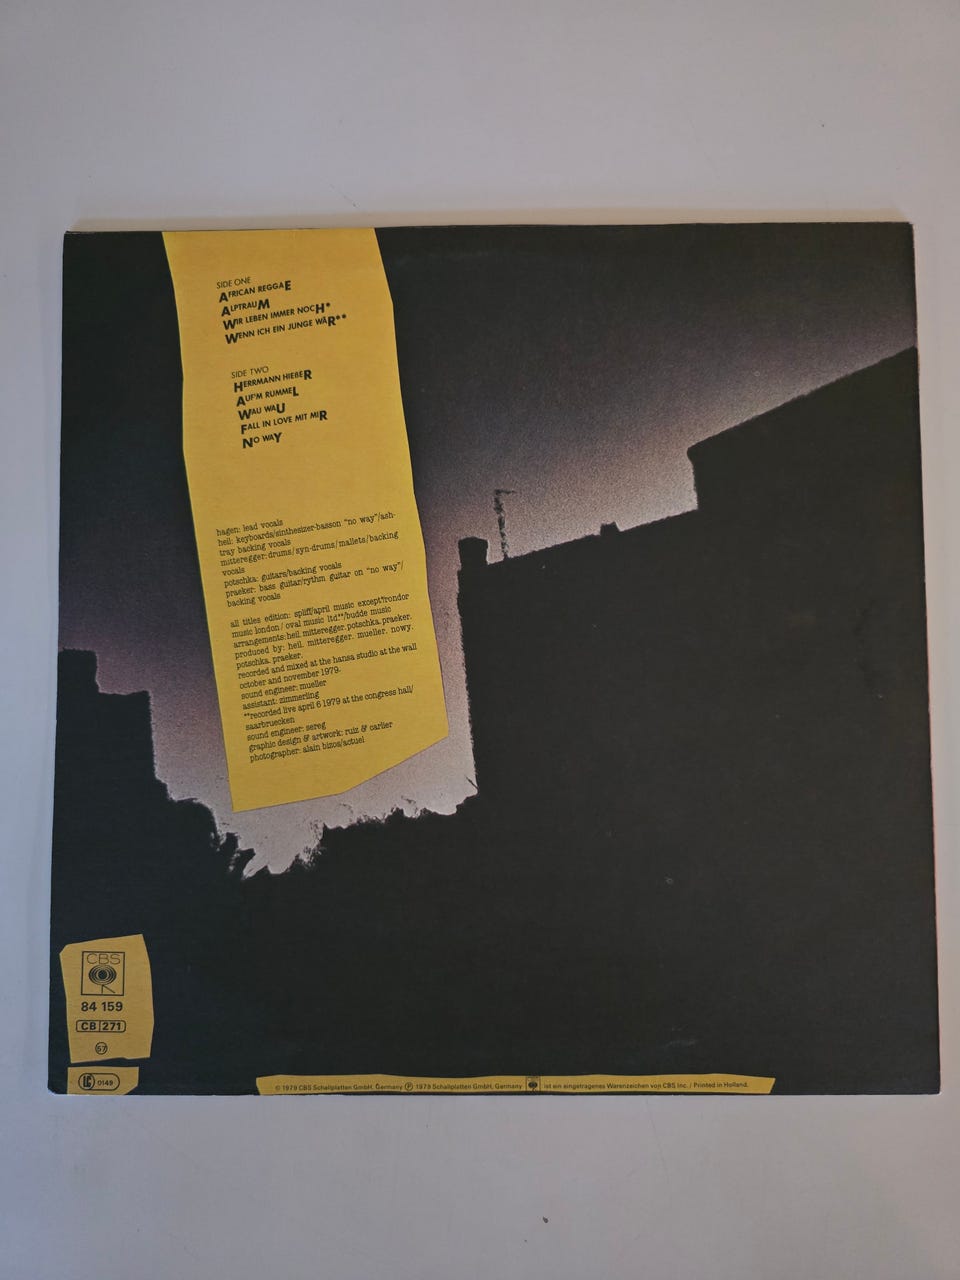 SIDE ONE
AFRICAN REGGAE
ALPTRAUM
WIR LEBEN IMMER NOCH*
WENN ICH EIN JUNGE WÄR**
SIDE TWO
HERRMANN HIEßER
AUF'M RUMMEL
WAU WAU
FALL IN LOVE MIT MIR
NO WAY
hagen: lead vocals
heil: keyboards/sinthesizer-basson "no way"/ash-
tray backing vocals
mitteregger: drums/syn-drums/mallets/backing
vocals
potschka: guitars/backing vocals
praeker: bass guitar/rythm guitar on "no way"/
backing vocals
all titles edition: spliff/april music except*/rondor
music london/oval music ltd.**/budde music
arrangements: heil. mitteregger. potschka. praeker.
produced by: heil. mitteregger. mueller. nowy.
potschka. praeker.
recorded and mixed at the hansa studio at the wall
october and november 1979.
sound engineer: mueller
assistant: zimmerling
**recorded live april 6 1979 at the congress hall/
saarbruecken
sound engineer: sereg
graphic design & artwork: ruiz & carlier
photographer: alain bizos/actuel
CBS
84 159
CB 271
57
LC 0149
© 1979 CBS Schallplatten GmbH, Germany ℗ 1979 Schallplatten GmbH, Germany ist ein eingetragenes Warenzeichen von CBS Inc. / Printed in Holland.